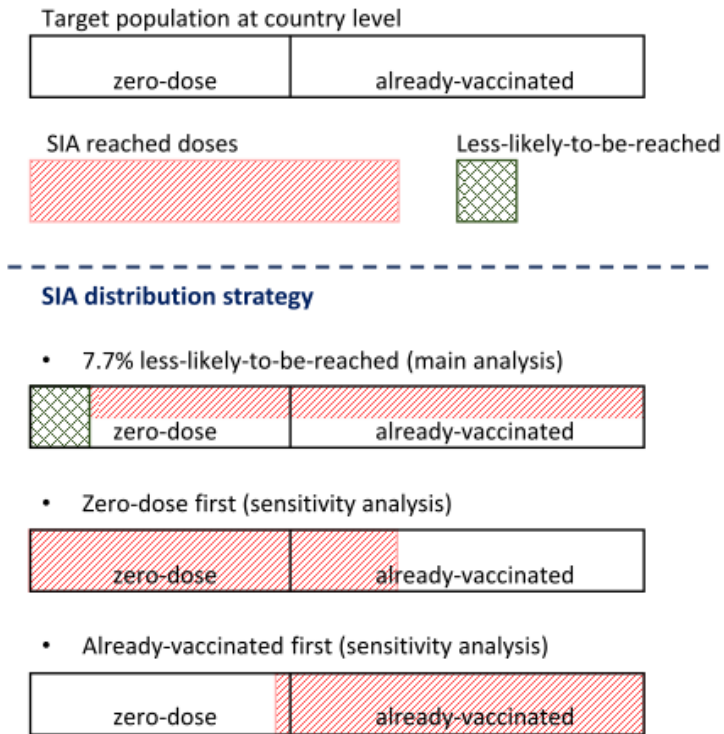 Target population at country level
zero-dose already-vaccinated
SIA reached doses Less-likely-to-be-reached
SIA distribution strategy
• 7.7% less-likely-to-be-reached (main analysis)
zero-dose already-vaccinated
• Zero-dose first (sensitivity analysis)
zero-dose already-vaccinated
• Already-vaccinated first (sensitivity analysis)
zero-dose already-vaccinated